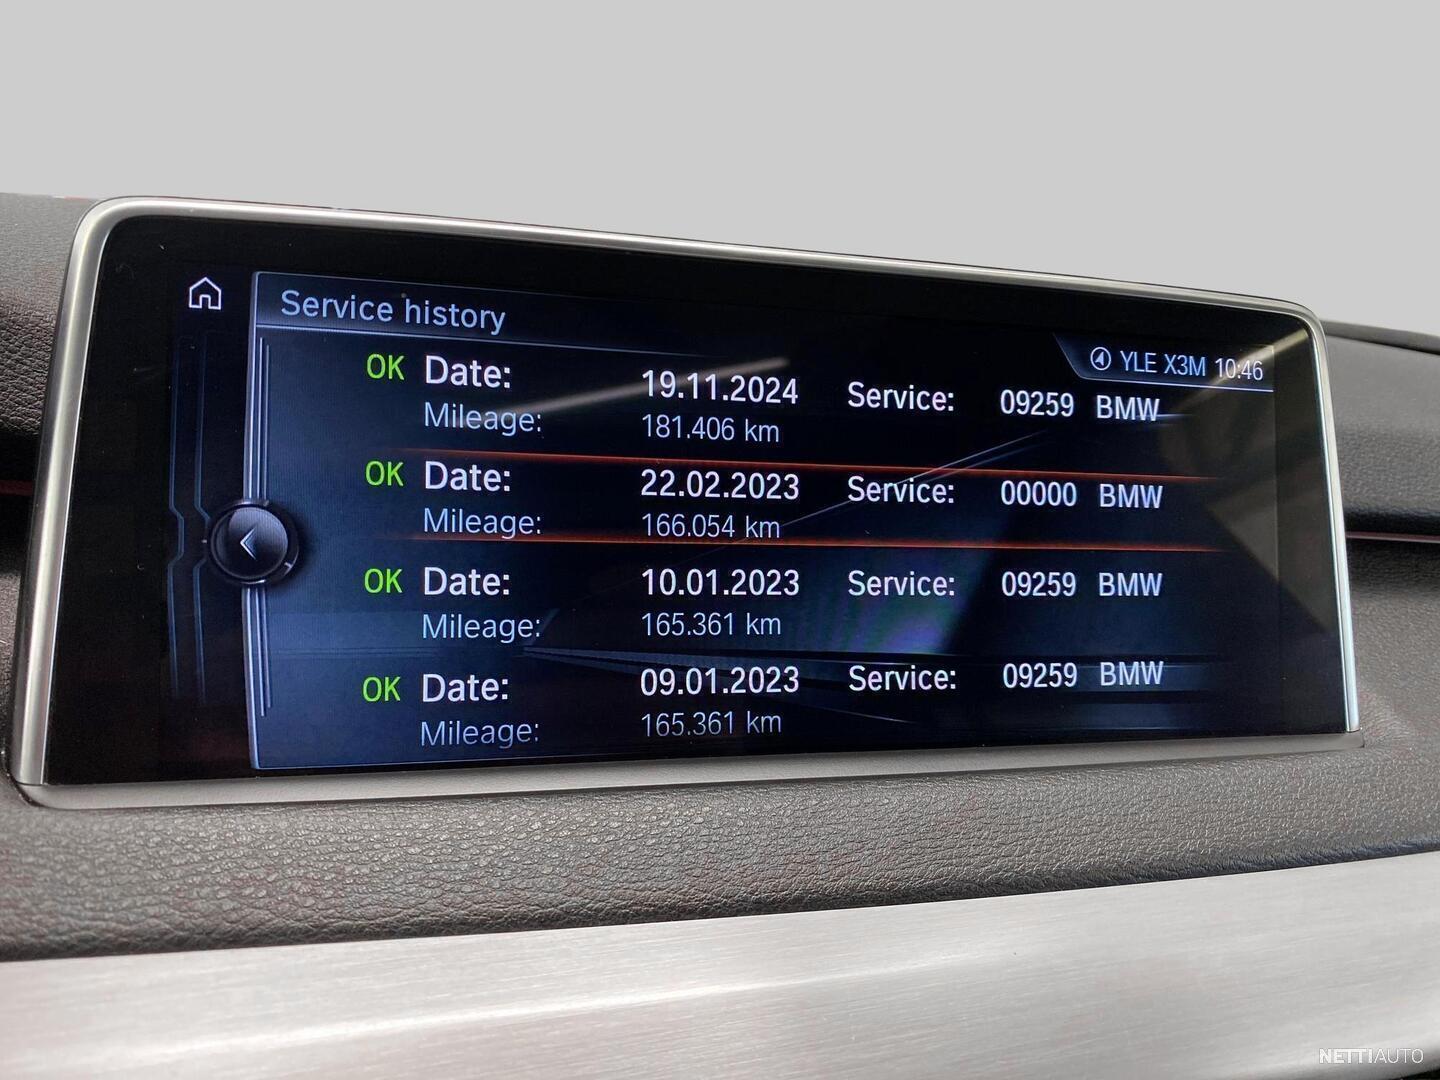 Service history
YLE X3M 10:46
OK Date: 19.11.2024 Service: 09259 BMW
Mileage: 181.406 km
OK Date: 22.02.2023 Service: 00000 BMW
Mileage: 166.054 km
OK Date: 10.01.2023 Service: 09259 BMW
Mileage: 165.361 km
OK Date: 09.01.2023 Service: 09259 BMW
Mileage: 165.361 km
NETTIAUTO